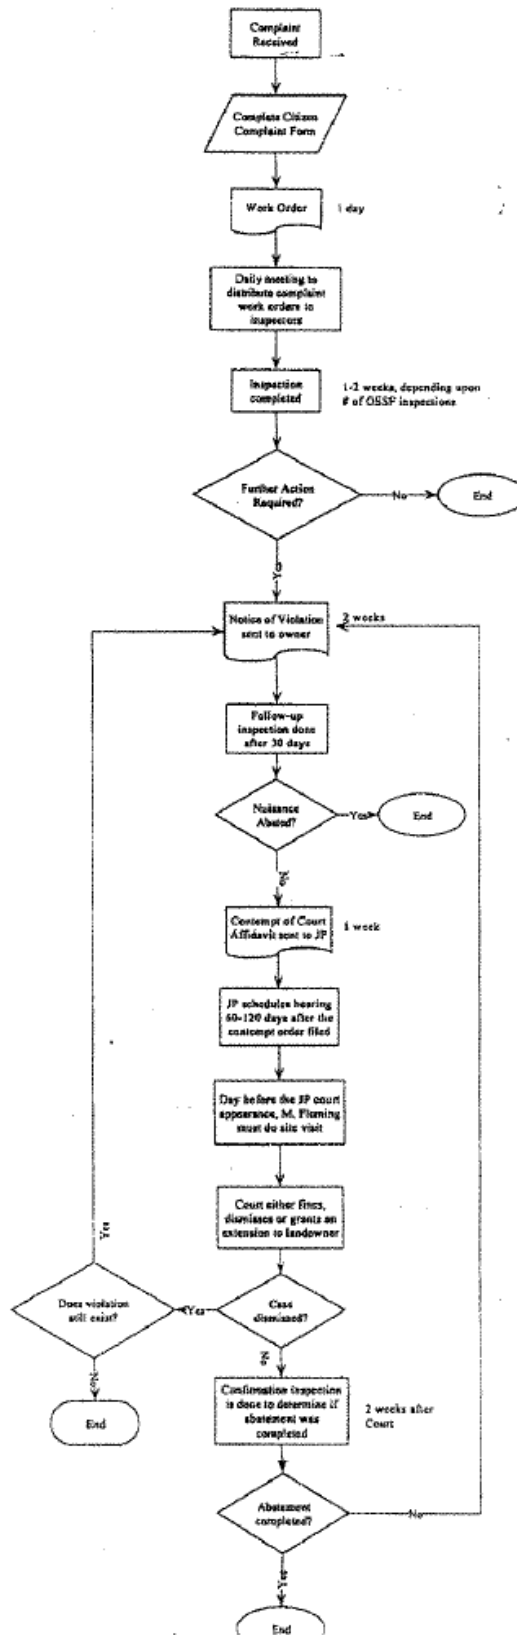 Complaint
Received
Complete Citizen
Complaint Form
Work Order
1 day
Daily meeting to
distribute complaint
work orders to
inspectors
Inspection
completed
1-2 weeks, depending upon
# of OSSF inspections
Further Action
Required?
No
End
Yes
Notice of Violation
sent to owner
2 weeks
Follow-up
inspection done
after 30 days
Nuisance
Abated?
Yes
End
No
Contempt of Court
Affidavit sent to JP
1 week
JP schedules hearing
60-120 days after the
contempt order filed
Day before the JP court
appearance, M. Fleming
must do site visit
Court either fines,
dismisses or grants an
extension to landowner
Yes
Does violation
still exist?
Yes
Case
dismissed?
No
No
End
Confirmation inspection
is done to determine if
abatement was
completed
2 weeks after
Court
Abatement
completed?
No
Yes
End